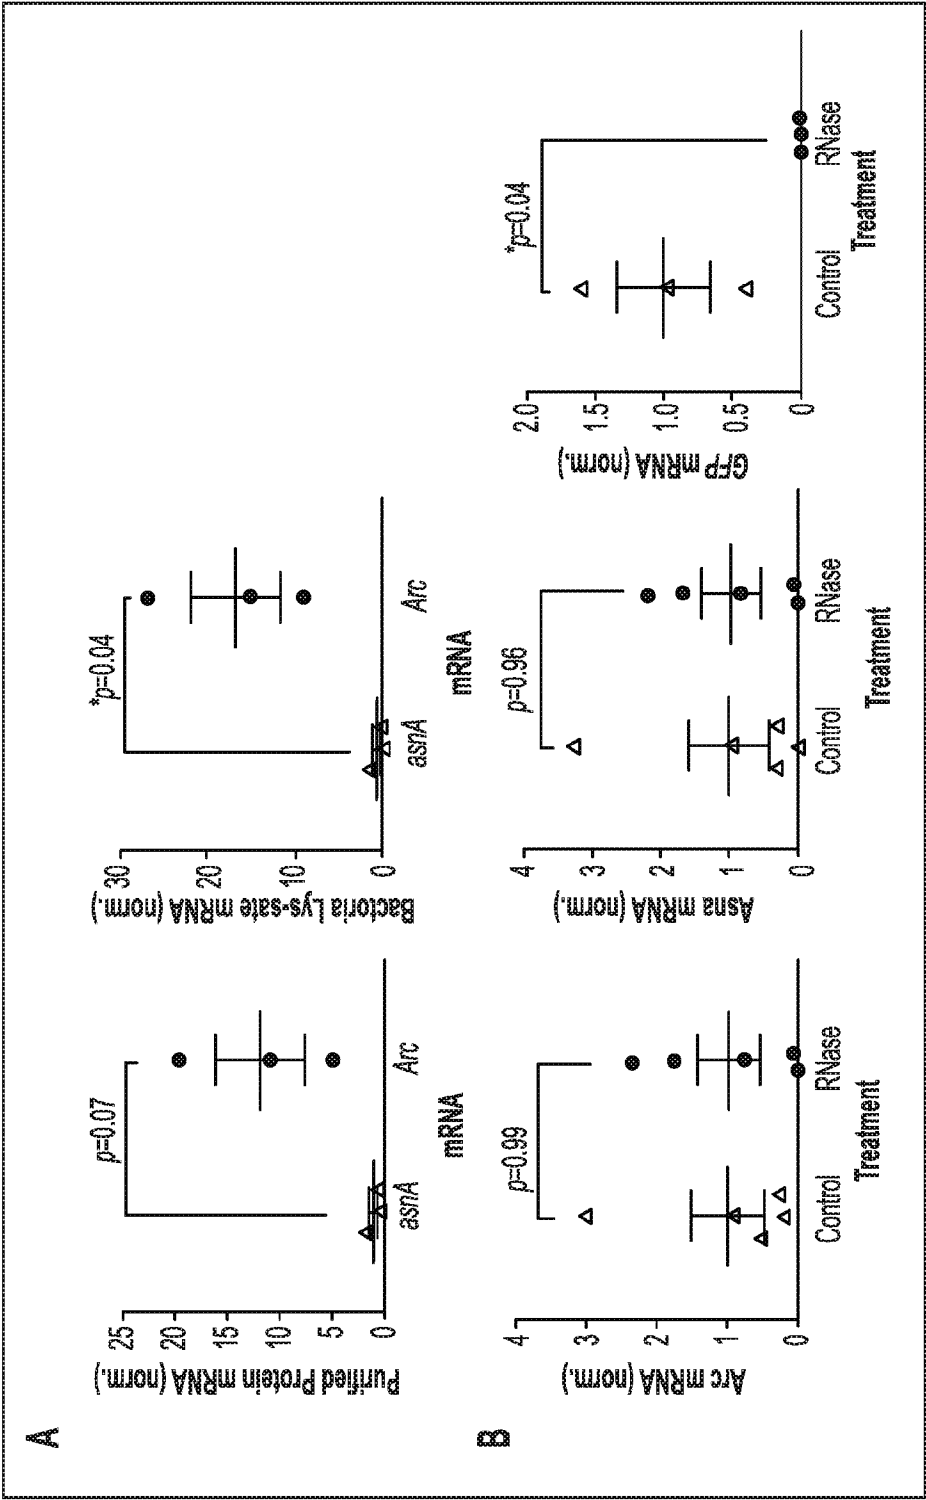 A
Purified Protein mRNA (norm.)
25
20
15
10
5
0
p=0.07
asnA
Arc
mRNA
Bactoria Lys-sate mRNA (norm.)
30
20
10
0
*p=0.04
asnA
Arc
mRNA
B
Arc mRNA (norm.)
4
3
2
1
0
p=0.99
Control
RNase
Treatment
Asna mRNA (norm.)
4
3
2
1
0
p=0.96
Control
RNase
Treatment
GFP mRNA (norm.)
2.0
1.5
1.0
0.5
0
*p=0.04
Control
RNase
Treatment